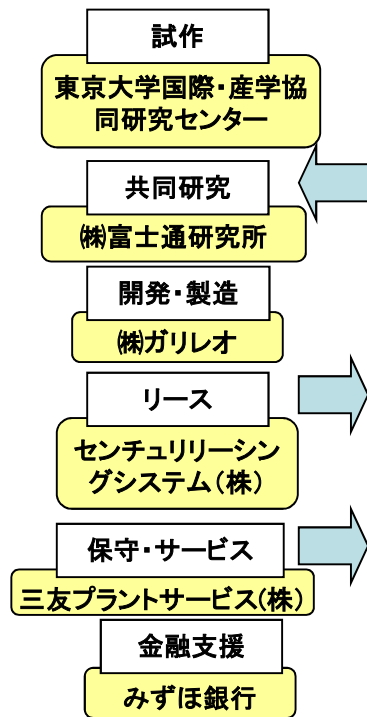 試作
東京大学国際・産学協
同研究センター
共同研究
㈱富士通研究所
開発・製造
㈱ガリレオ
リース
センチュリリーシン
グシステム（株）
保守・サービス
三友プラントサービス(株)
金融支援
みずほ銀行